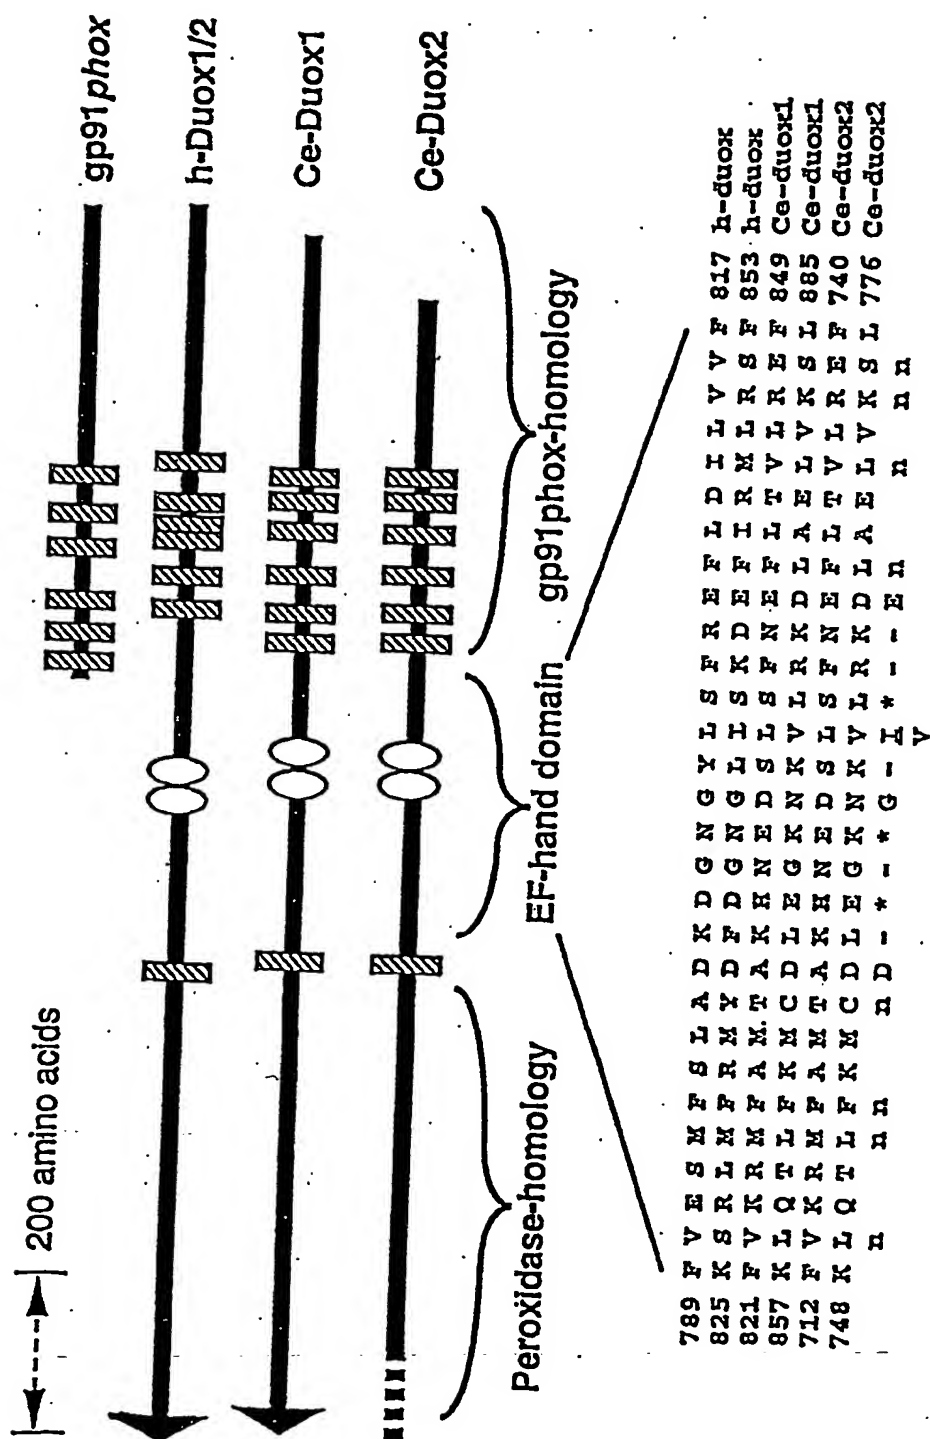 200 amino acids
gp91phox
h-Duox1/2
Ce-Duox1
Ce-Duox2
Peroxidase-homology EF-hand domain gp91phox-homology
789 F V E S M F S L A D K D G N G Y L S F R E F L D I L V V F 817 h-duox
825 K S R L M F R M Y D F D G N G L I S K D E F I R M L R S F 853 h-duox
821 F V K R M F A M T A K H N E D S L S F N E F L T V L R E F 849 Ce-duox1
857 K L Q T L F K M C D L E G K N K V L R K D L A E L V K S L 885 Ce-duox1
712 F V K R M F A M T A K H N E D S L S F N E F L T V L R E F 740 Ce-duox2
748 K L Q T L F K M C D L E G K N K V L R K D L A E L V K S L 776 Ce-duox2
n n n n D - * - * G - I * - - E n n n n
V